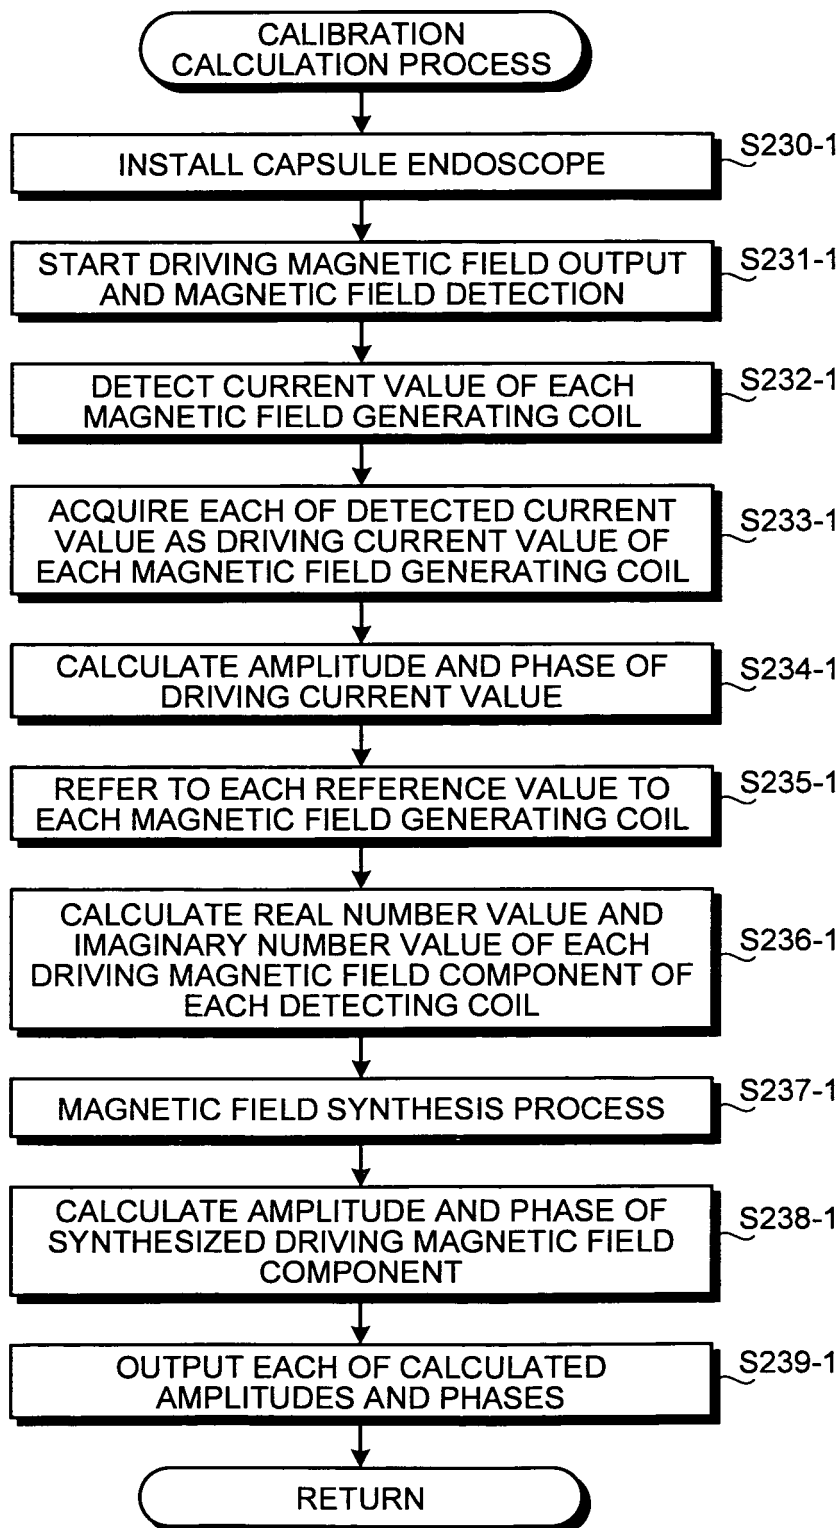 CALIBRATION
CALCULATION PROCESS
INSTALL CAPSULE ENDOSCOPE
S230-1
START DRIVING MAGNETIC FIELD OUTPUT
AND MAGNETIC FIELD DETECTION
S231-1
DETECT CURRENT VALUE OF EACH
MAGNETIC FIELD GENERATING COIL
S232-1
ACQUIRE EACH OF DETECTED CURRENT
VALUE AS DRIVING CURRENT VALUE OF
EACH MAGNETIC FIELD GENERATING COIL
S233-1
CALCULATE AMPLITUDE AND PHASE OF
DRIVING CURRENT VALUE
S234-1
REFER TO EACH REFERENCE VALUE TO
EACH MAGNETIC FIELD GENERATING COIL
S235-1
CALCULATE REAL NUMBER VALUE AND
IMAGINARY NUMBER VALUE OF EACH
DRIVING MAGNETIC FIELD COMPONENT OF
EACH DETECTING COIL
S236-1
MAGNETIC FIELD SYNTHESIS PROCESS
S237-1
CALCULATE AMPLITUDE AND PHASE OF
SYNTHESIZED DRIVING MAGNETIC FIELD
COMPONENT
S238-1
OUTPUT EACH OF CALCULATED
AMPLITUDES AND PHASES
S239-1
RETURN